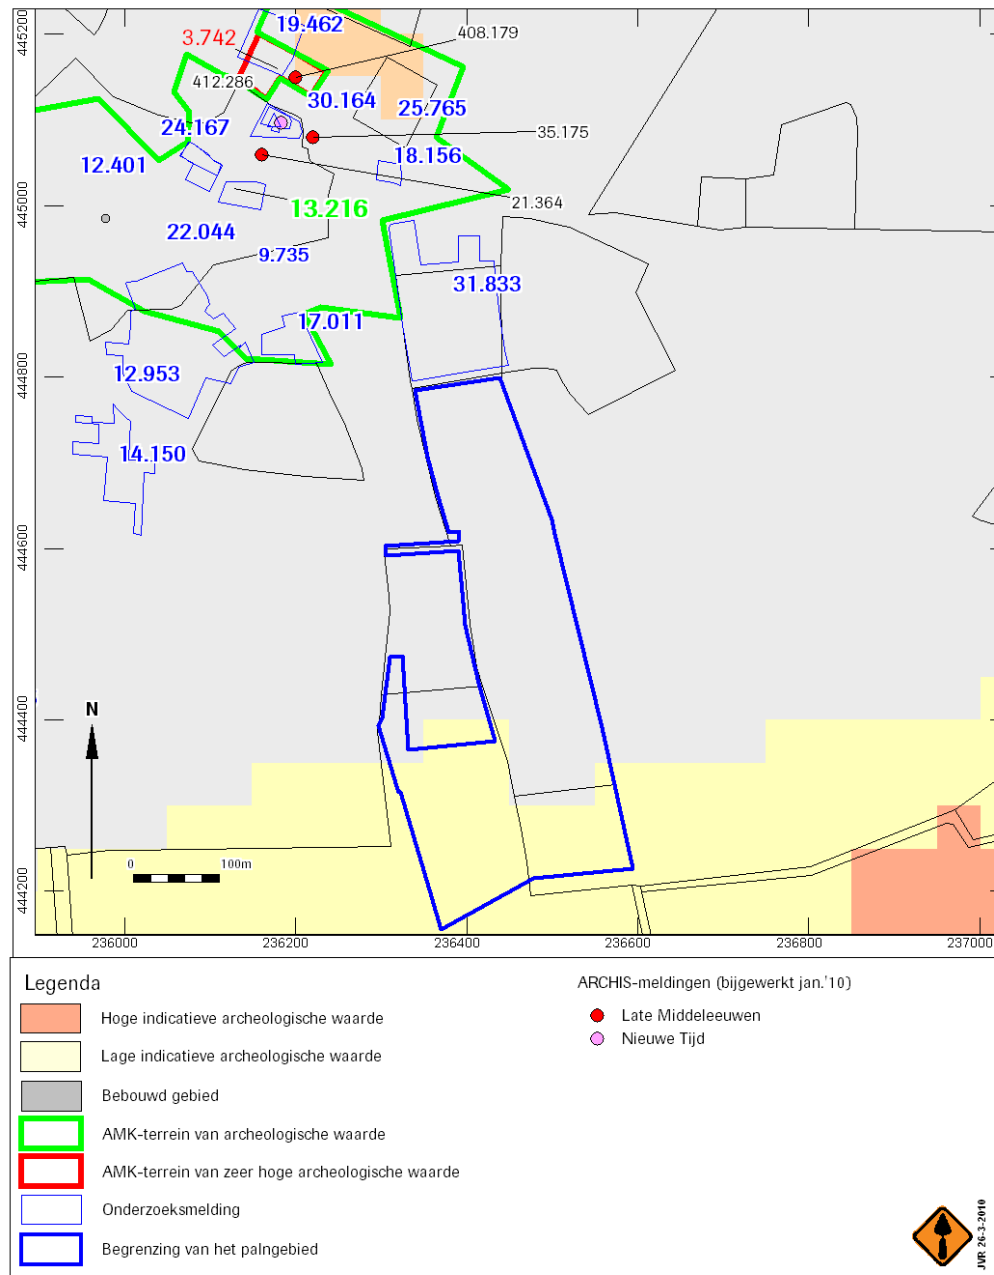 19.462
3.742
408.179
412.286
30.164
25.765
24.167
35.175
12.401
18.156
21.364
13.216
22.044
9.735
31.833
17.011
12.953
14.150
445200
445000
444800
444600
444400
444200
N
0 100m
236000 236200 236400 236600 236800 237000
Legenda
Hoge indicatieve archeologische waarde
Lage indicatieve archeologische waarde
Bebouwd gebied
AMK-terrein van archeologische waarde
AMK-terrein van zeer hoge archeologische waarde
Onderzoeksmelding
Begrenzing van het palngebied
ARCHIS-meldingen (bijgewerkt jan.'10)
Late Middeleeuwen
Nieuwe Tijd
JVR 26-3-2010